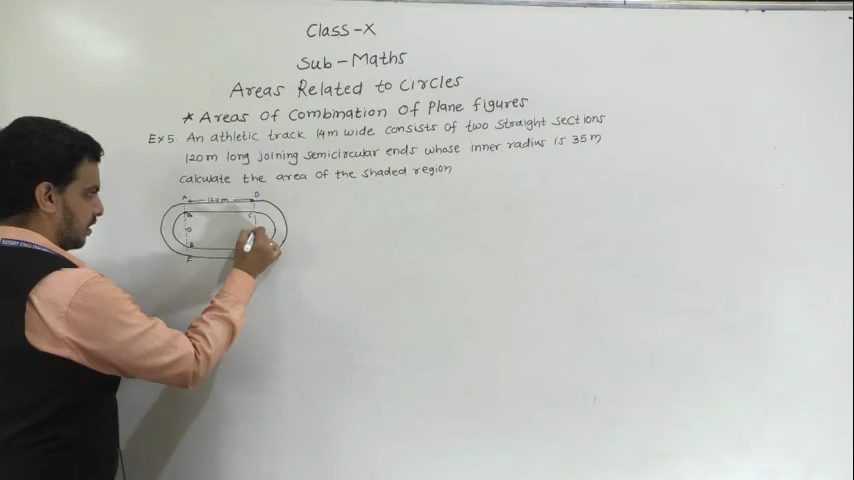 Class-X
Sub-Maths
Areas Related to Circles
* Areas Of Combination Of Plane figures
Ex 5. An athletic track 14m wide consists of two straight sections
120m long joining semicircular ends whose inner radius is 35m
calculate the area of the shaded region
A 120m D
B C
O
E
F